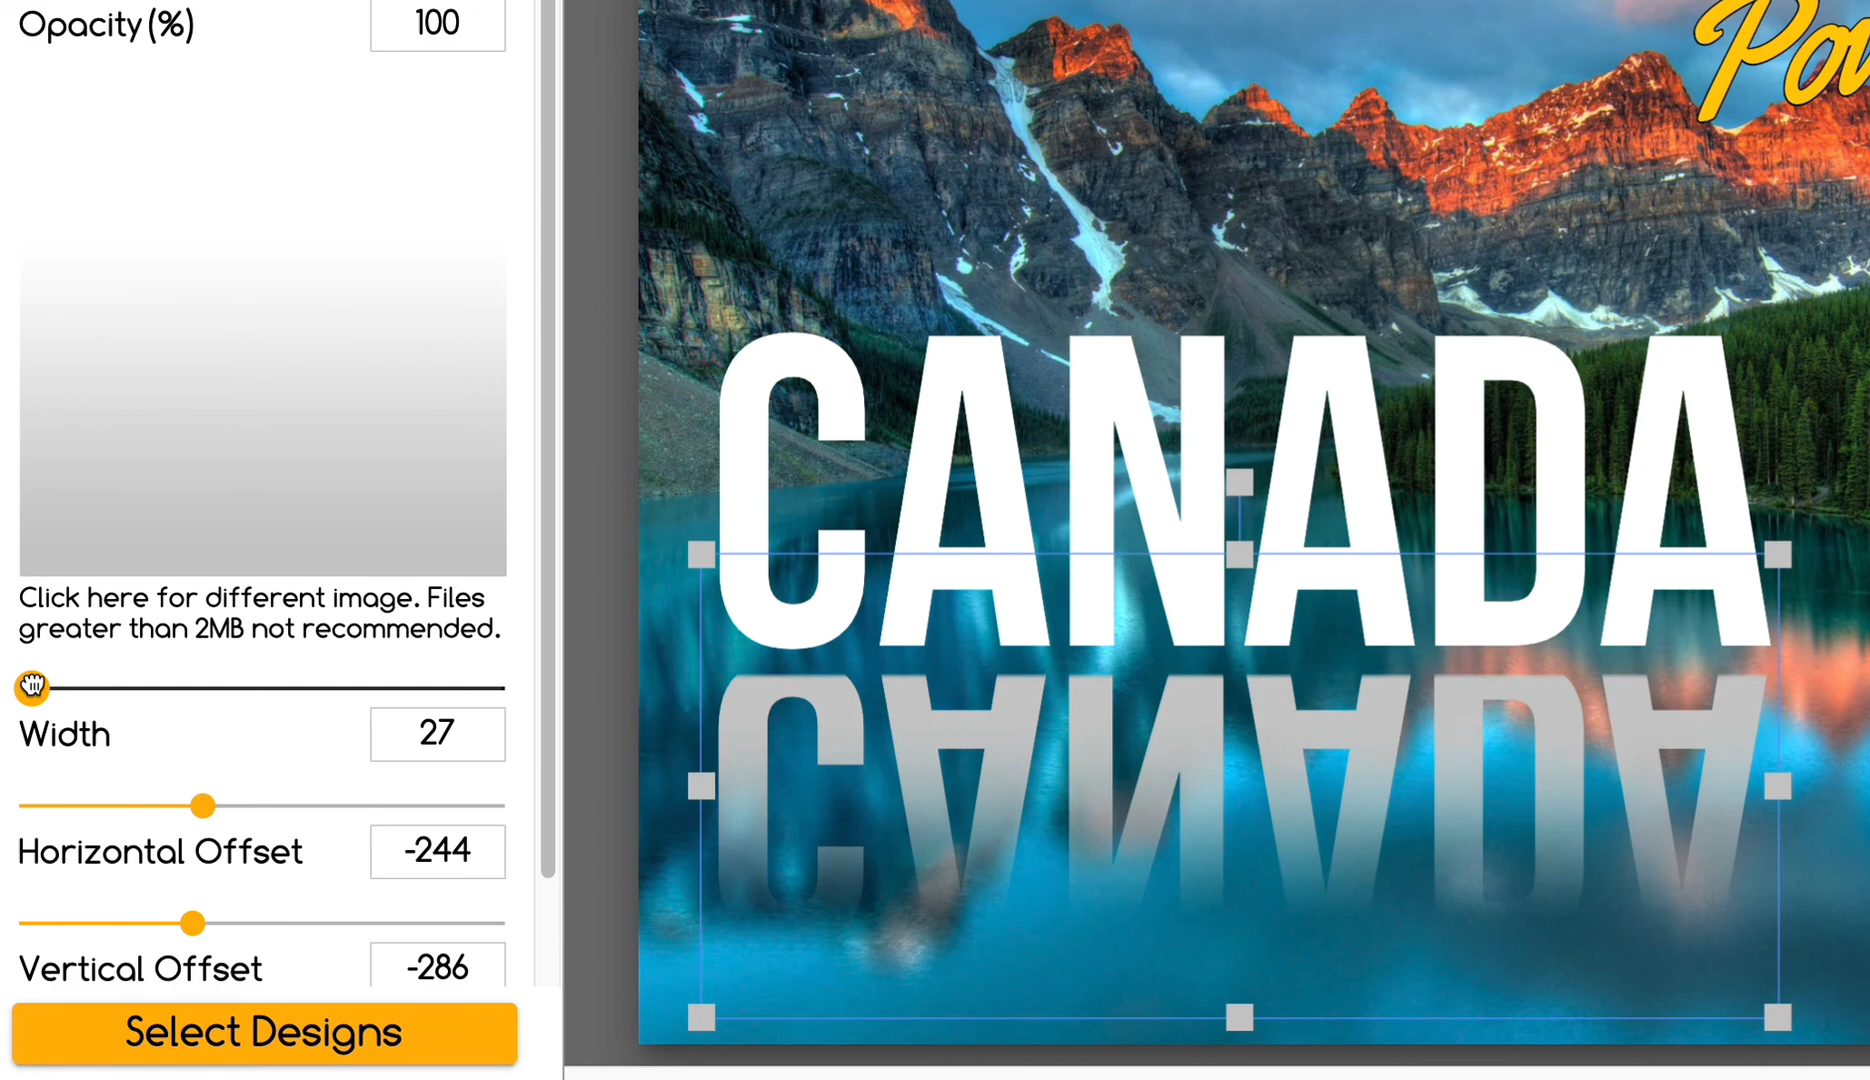 Opacity (%)
100
Click here for different image. Files
greater than 2MB not recommended.
Width
27
Horizontal Offset
-244
Vertical Offset
-286
Select Designs
CANADA
CANADA